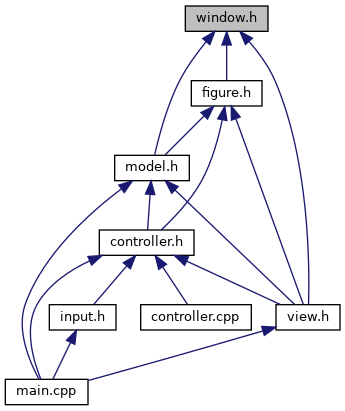 window.h
figure.h
model.h
controller.h
input.h
controller.cpp
view.h
main.cpp